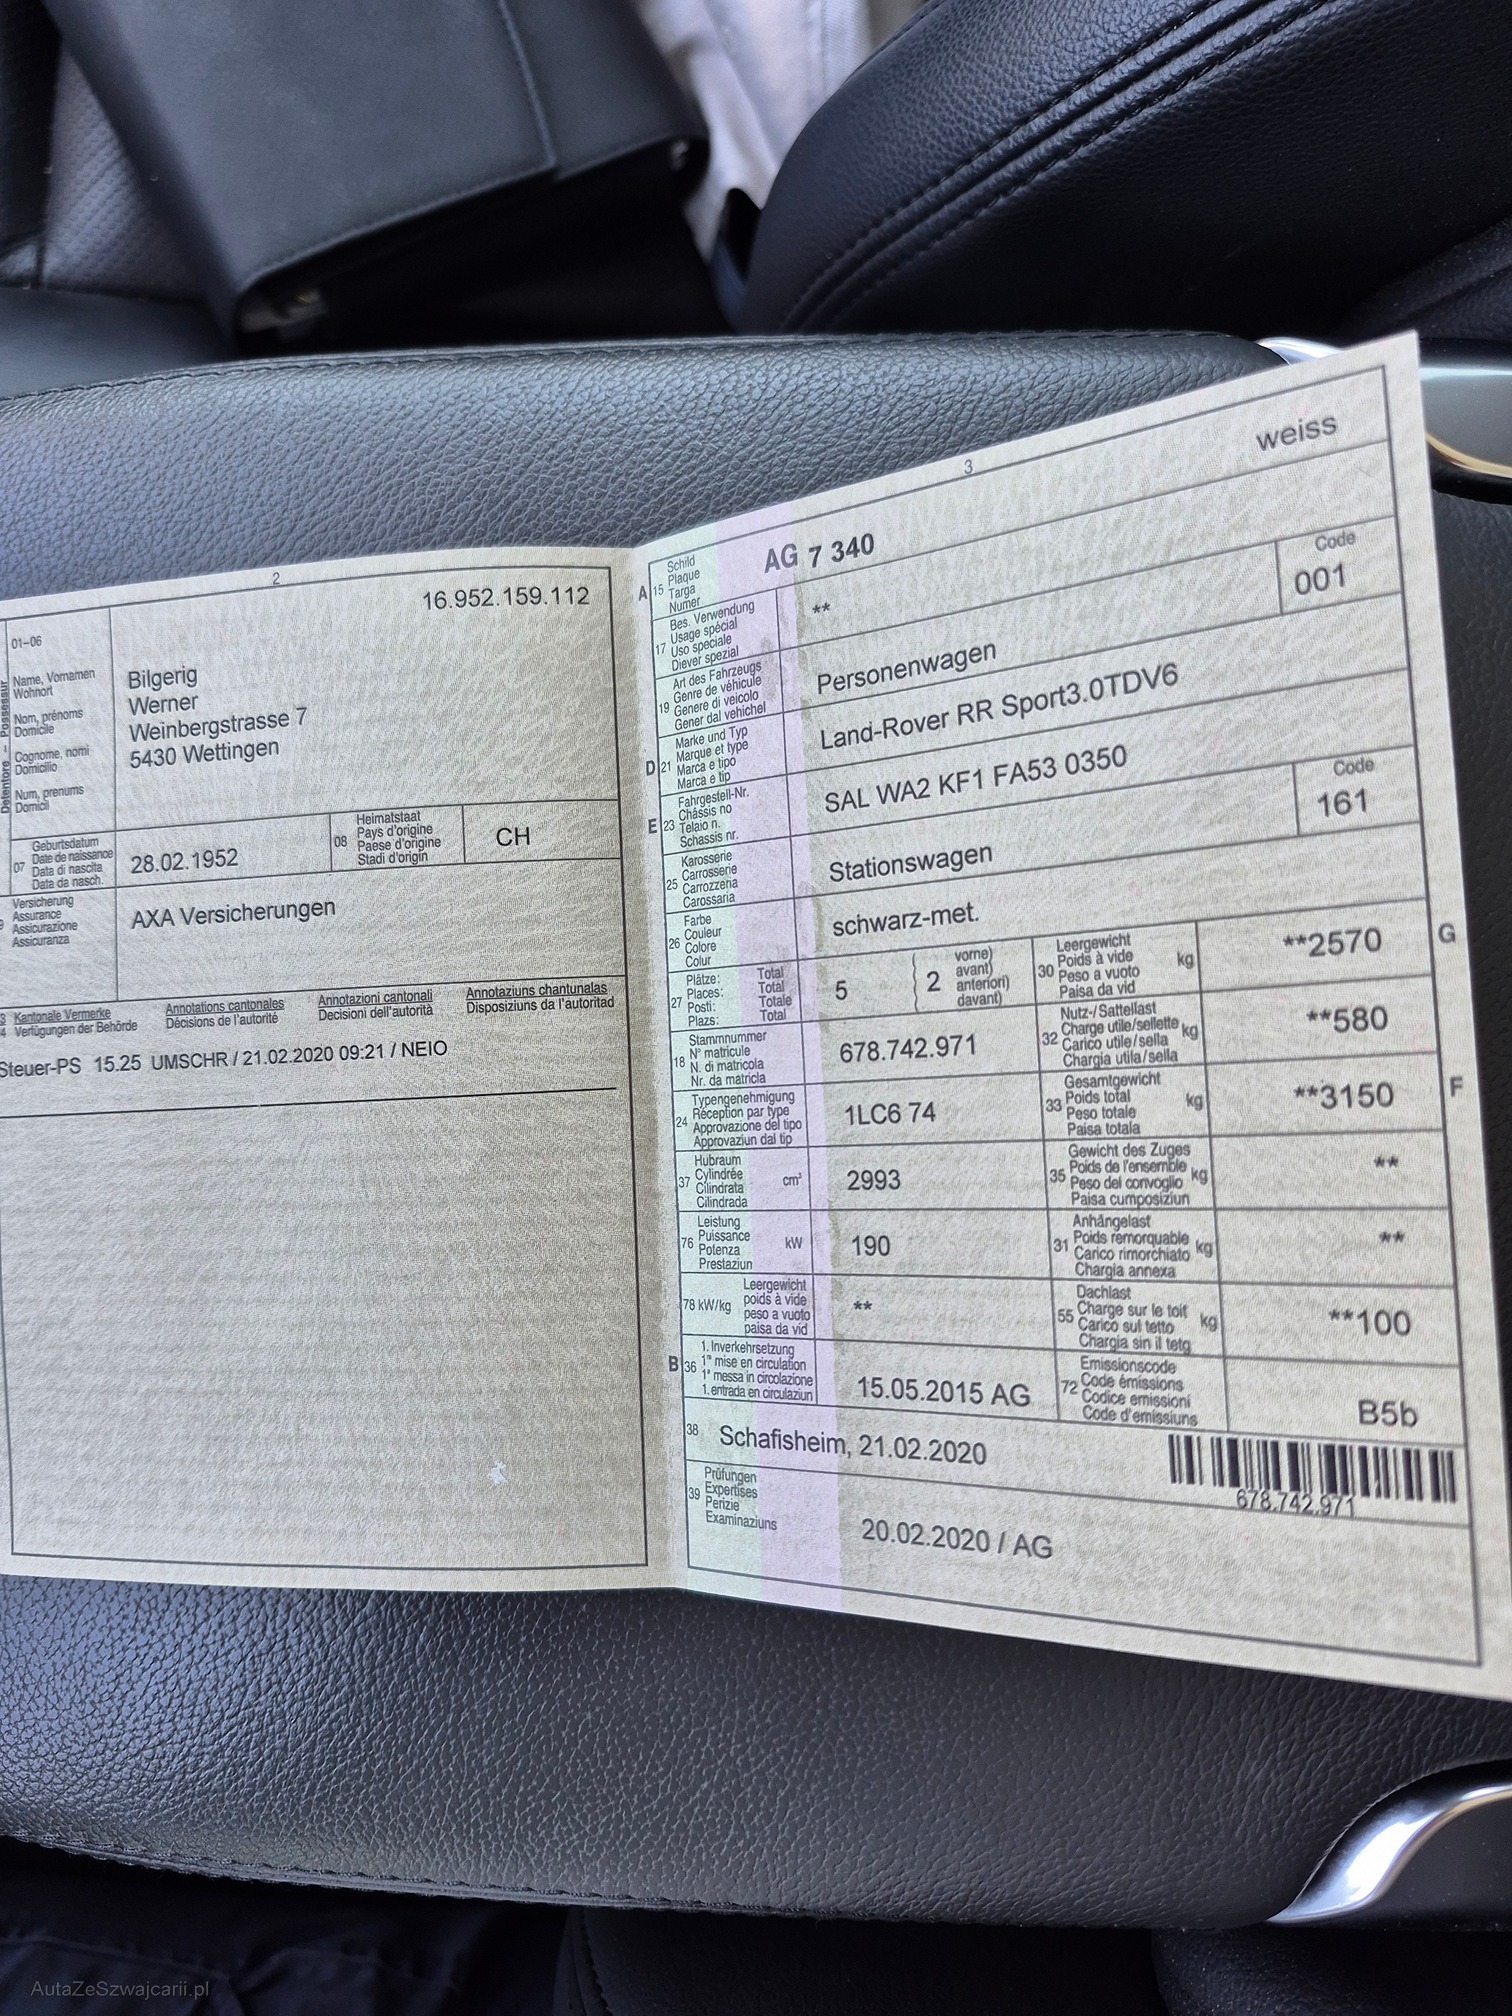 2
16.952.159.112
01–06
Name, Vornamen
Wohnort
Nom, prénoms
Domicile
Cognome, nomi
Domicilio
Num, prenums
Domicil
Bilgerig
Werner
Weinbergstrasse 7
5430 Wettingen
07
Geburtsdatum
Date de naissance
Data di nascita
Data da nasch.
28.02.1952
08
Heimatstaat
Pays d'origine
Paese d'origine
Stadi d'origin
CH
Versicherung
Assurance
Assicurazione
Assicuranza
AXA Versicherungen
Kantonale Vermerke
Verfügungen der Behörde
Annotations cantonales
Décisions de l'autorité
Annotazioni cantonali
Decisioni dell'autorità
Annotaziuns chantunalas
Disposiziuns da l'autoritad
Steuer-PS 15.25 UMSCHR / 21.02.2020 09:21 / NEIO
3
A 15
Schild
Plaque
Targa
Numer
AG 7 340
weiss
17
Bes. Verwendung
Usage spécial
Uso speciale
Diever spezial
**
19
Art des Fahrzeugs
Genre de véhicule
Genere di veicolo
Gener dal vehichel
Personenwagen
Code
001
D 21
Marke und Typ
Marque et type
Marca e tipo
Marca e tip
Land-Rover RR Sport3.0TDV6
E 23
Fahrgestell-Nr.
Châssis no
Telaio n.
Schassis nr.
SAL WA2 KF1 FA53 0350
25
Karosserie
Carrosserie
Carrozzeria
Carossaria
Stationswagen
Code
161
26
Farbe
Couleur
Colore
Colur
schwarz-met.
27
Plätze: Total
Places: Total
Posti: Totale
Plazs: Total
5
2
vorne)
avant)
anteriori)
davant)
30
Leergewicht
Poids à vide
Peso a vuoto
Paisa da vid
kg
**2570
G
18
Stammnummer
N° matricule
N. di matricola
Nr. da matricla
678.742.971
32
Nutz-/Sattellast
Charge utile/sellette
Carico utile/sella
Chargia utila/sella
kg
**580
24
Typengenehmigung
Réception par type
Approvazione del tipo
Approvaziun dal tip
1LC6 74
33
Gesamtgewicht
Poids total
Peso totale
Paisa totala
kg
**3150
F
37
Hubraum
Cylindrée
Cilindrata
Cilindrada
cm³
2993
35
Gewicht des Zuges
Poids de l'ensemble
Peso del convoglio
Paisa cumposiziun
kg
**
76
Leistung
Puissance
Potenza
Prestaziun
kW
190
31
Anhängelast
Poids remorquable
Carico rimorchiato
Chargia annexa
kg
**
78 kW/kg
Leergewicht
poids à vide
peso a vuoto
paisa da vid
**
55
Dachlast
Charge sur le toit
Carico sul tetto
Chargia sin il tetg
kg
**100
B 36
1. Inverkehrsetzung
1re mise en circulation
1a messa in circolazione
1. entrada en circulaziun
15.05.2015 AG
72
Emissionscode
Code émissions
Codice emissioni
Code d'emissiuns
B5b
38
Schafisheim, 21.02.2020
678.742.971
39
Prüfungen
Expertises
Perizie
Examinaziuns
20.02.2020 / AG
AutaZeSzwajcarii.pl